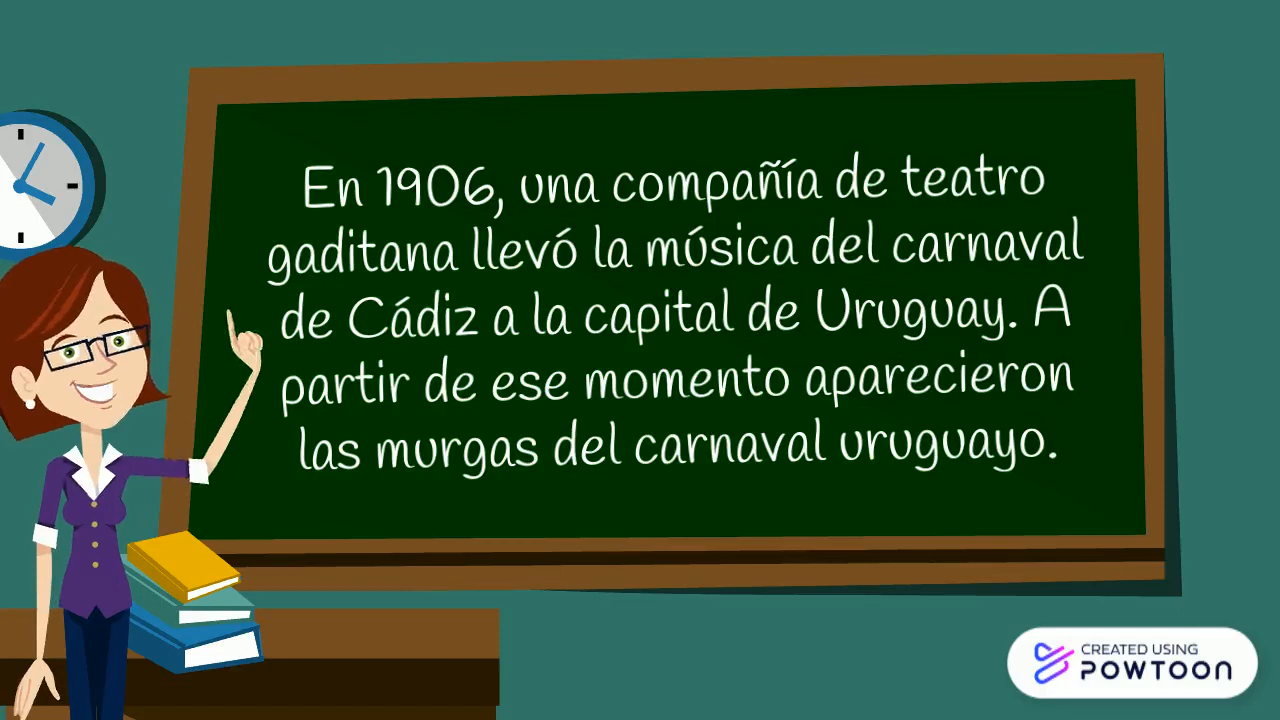 En 1906, una compañía de teatro
gaditana llevó la música del carnaval
de Cádiz a la capital de Uruguay. A
partir de ese momento aparecieron
las murgas del carnaval uruguayo.
CREATED USING
POWTOON